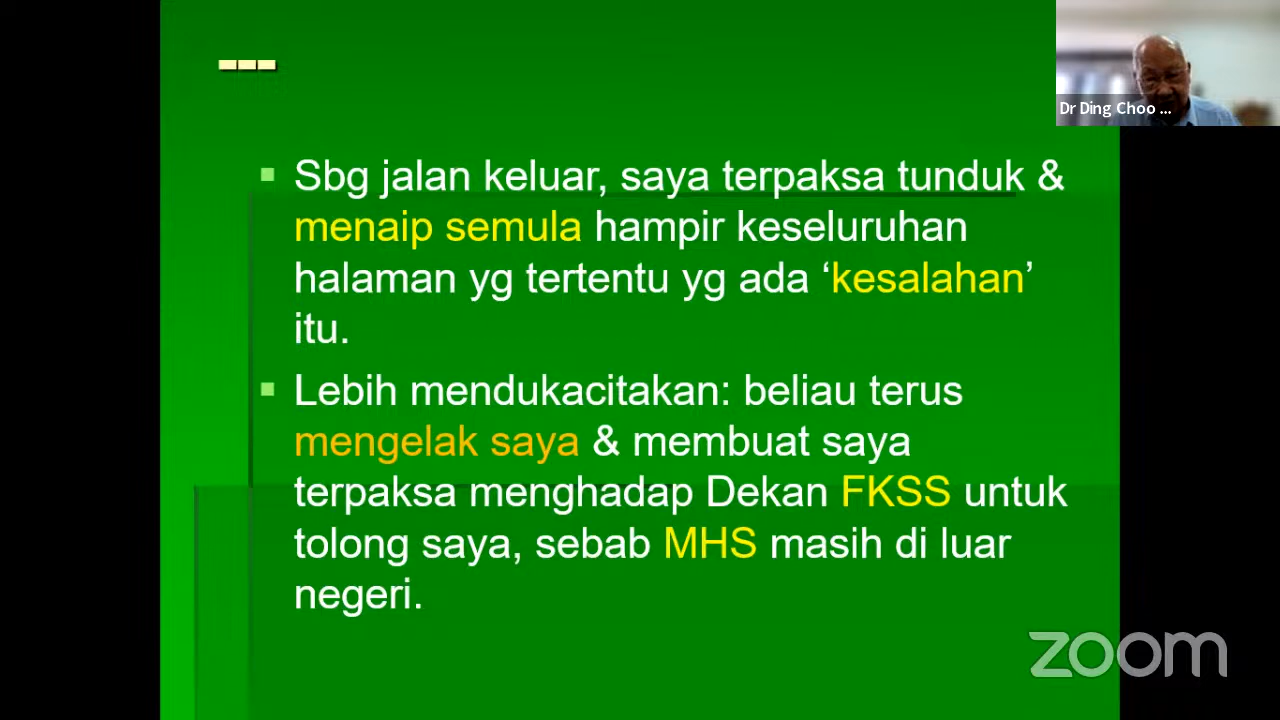 ---
Dr Ding Choo ...
Sbg jalan keluar, saya terpaksa tunduk &
menaip semula hampir keseluruhan
halaman yg tertentu yg ada ‘kesalahan’
itu.
Lebih mendukacitakan: beliau terus
mengelak saya & membuat saya
terpaksa menghadap Dekan FKSS untuk
tolong saya, sebab MHS masih di luar
negeri.
zoom